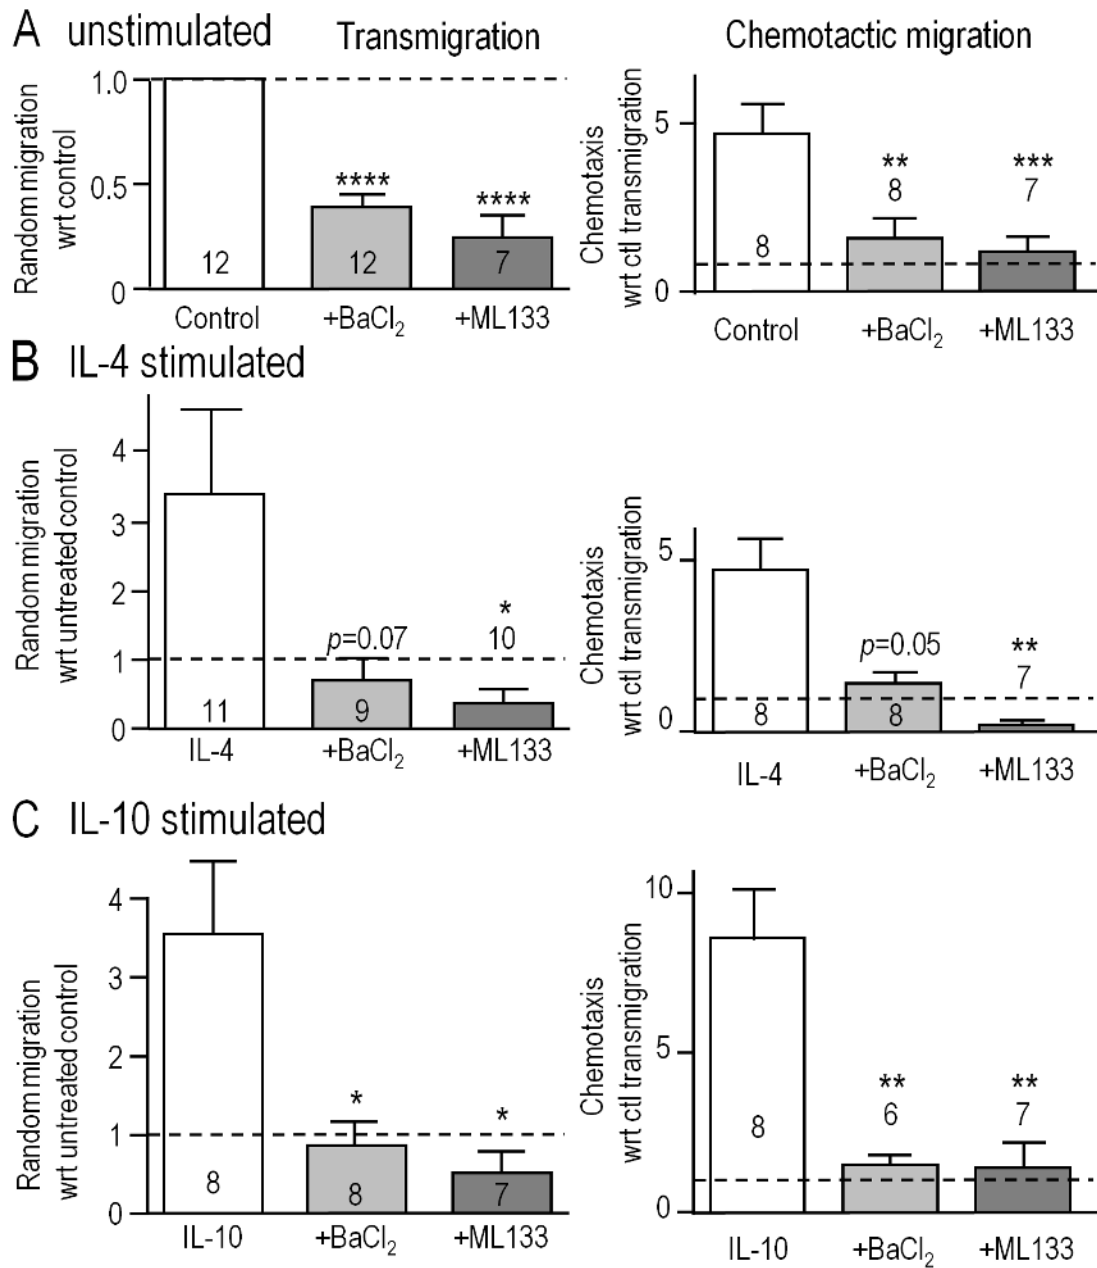 A unstimulated
Transmigration
Chemotactic migration
Random migration
wrt control
1.0
0.5
0
12
****
12
****
7
Control
+BaCl₂
+ML133
Chemotaxis
wrt ctl transmigration
5
0
8
**
8
***
7
Control
+BaCl₂
+ML133
B IL-4 stimulated
Random migration
wrt untreated control
4
3
2
1
0
11
p=0.07
9
*
10
IL-4
+BaCl₂
+ML133
Chemotaxis
wrt ctl transmigration
5
0
8
p=0.05
8
**
7
IL-4
+BaCl₂
+ML133
C IL-10 stimulated
Random migration
wrt untreated control
4
3
2
1
0
8
*
8
*
7
IL-10
+BaCl₂
+ML133
Chemotaxis
wrt ctl transmigration
10
5
0
8
**
6
**
7
IL-10
+BaCl₂
+ML133